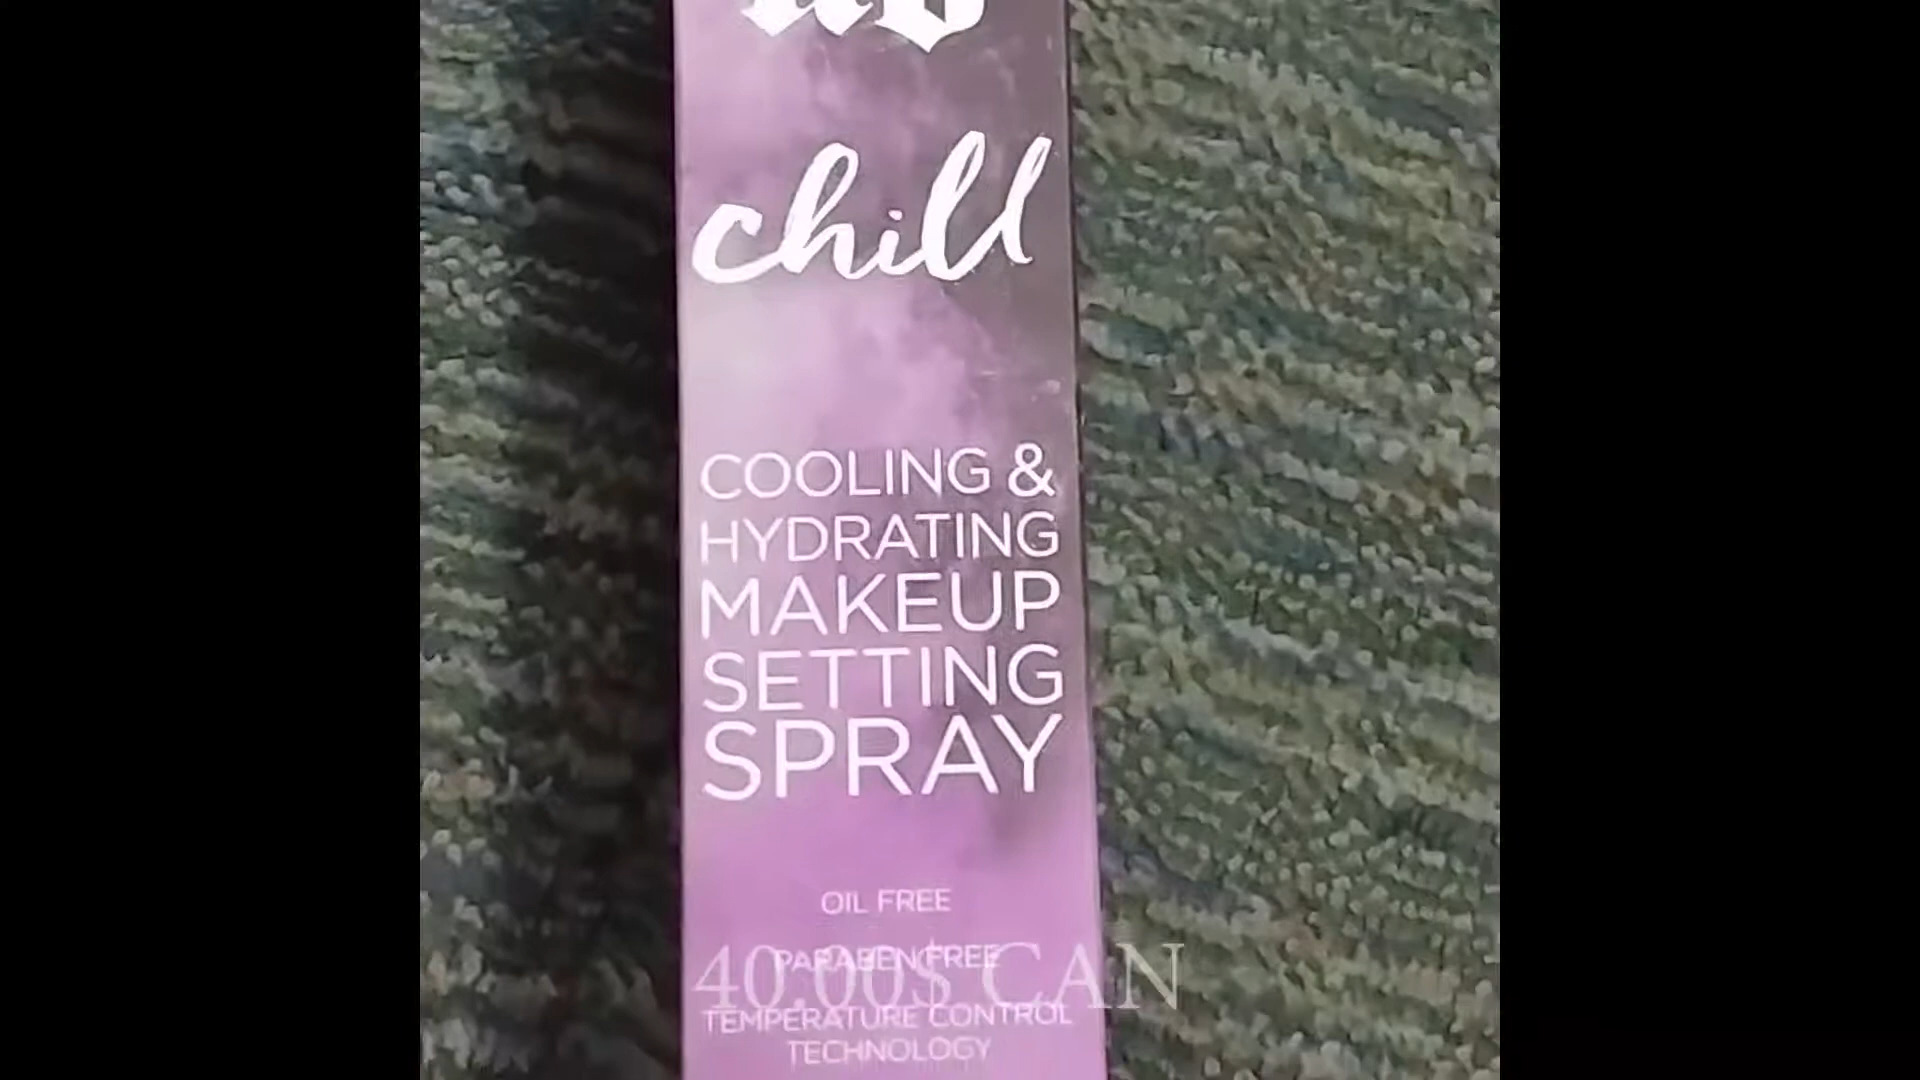 chill
COOLING &
HYDRATING
MAKEUP
SETTING
SPRAY
OIL FREE
PARABEN FREE
40.00$ CAN
TEMPERATURE CONTROL
TECHNOLOGY